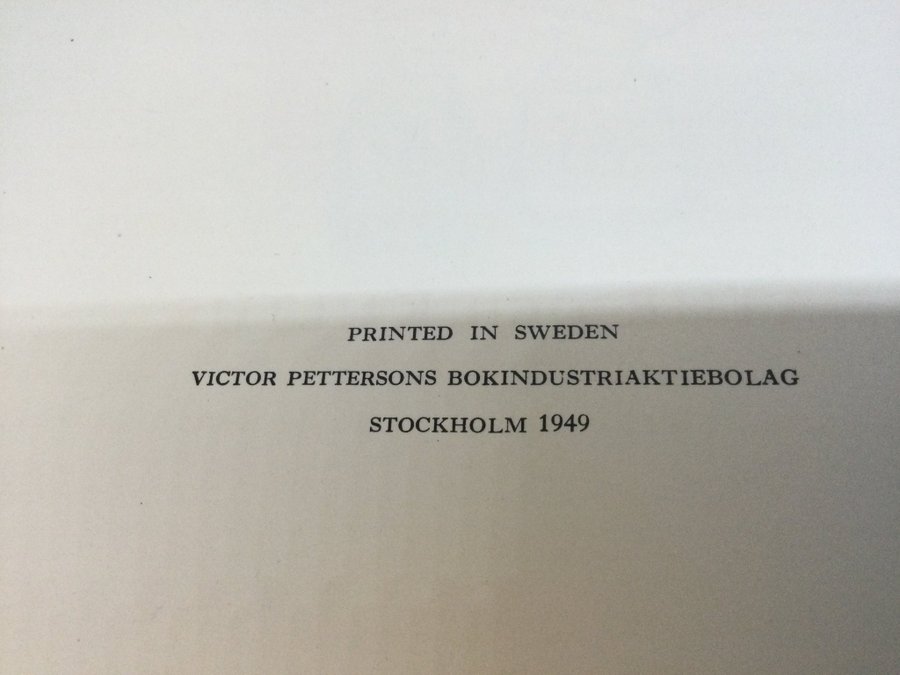 PRINTED IN SWEDEN
VICTOR PETTERSONS BOKINDUSTRIAKTIEBOLAG
STOCKHOLM 1949